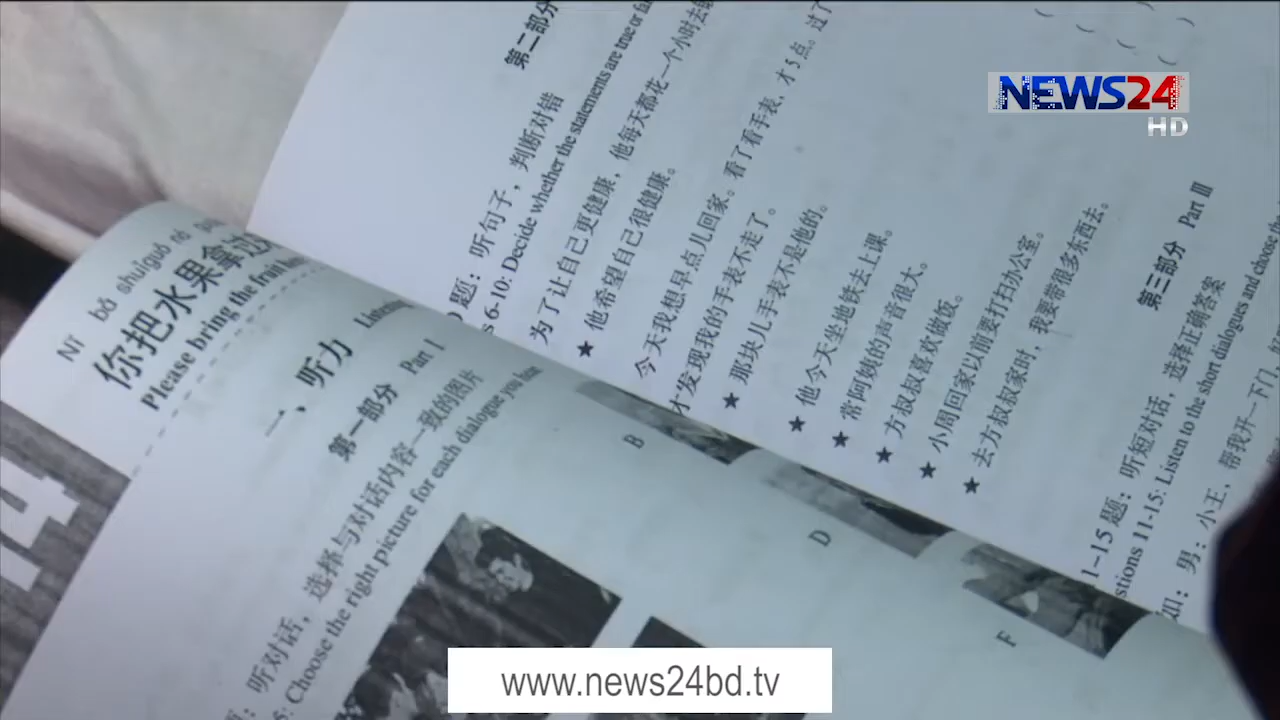 NEWS24
HD
Nǐ bǎ shuǐguǒ ná
你把水果拿过
Please bring the fruit
一、听力 Listening
第一部分 Part I
听对话，选择与对话内容一致的图片
5: Choose the right picture for each dialogue you
B
D
F
第二部分
题：听句子，判断对错
6-10: Decide whether the statements are true or
为了让自己更健康，他每天都花一个小时去
★ 他希望自己很健康。
今天我想早点儿回家。看了看手表，才5点。过了
才发现我的手表不走了。
★ 那块儿手表不是他的。
★ 他今天坐地铁去上课。
★ 常阿姨的声音很大。
★ 方叔叔喜欢做饭。
★ 小周回家以前要打扫办公室。
★ 去方叔叔家时，我要带很多东西去。
第三部分 Part III
1-15题：听短对话，选择正确答案
stions 11-15: Listen to the short dialogues and choose the
如：男：小王，帮我开一下门，
www.news24bd.tv